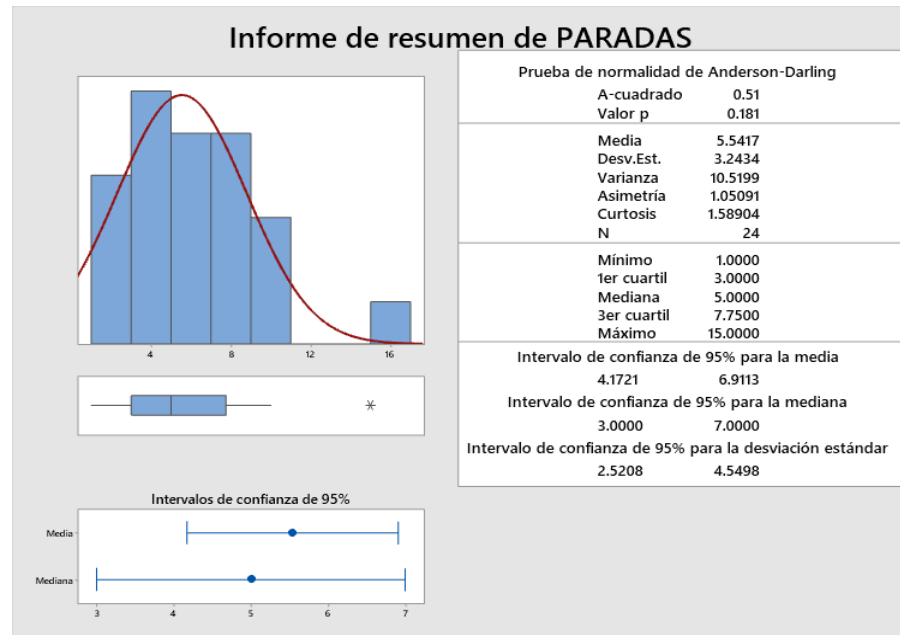 Informe de resumen de PARADAS
Prueba de normalidad de Anderson-Darling
A-cuadrado 0.51
Valor p 0.181
Media 5.5417
Desv.Est. 3.2434
Varianza 10.5199
Asimetría 1.05091
Curtosis 1.58904
N 24
Mínimo 1.0000
1er cuartil 3.0000
Mediana 5.0000
3er cuartil 7.7500
Máximo 15.0000
Intervalo de confianza de 95% para la media
4.1721 6.9113
Intervalo de confianza de 95% para la mediana
3.0000 7.0000
Intervalo de confianza de 95% para la desviación estándar
2.5208 4.5498
4 8 12 16
Intervalos de confianza de 95%
Media
Mediana
3 4 5 6 7